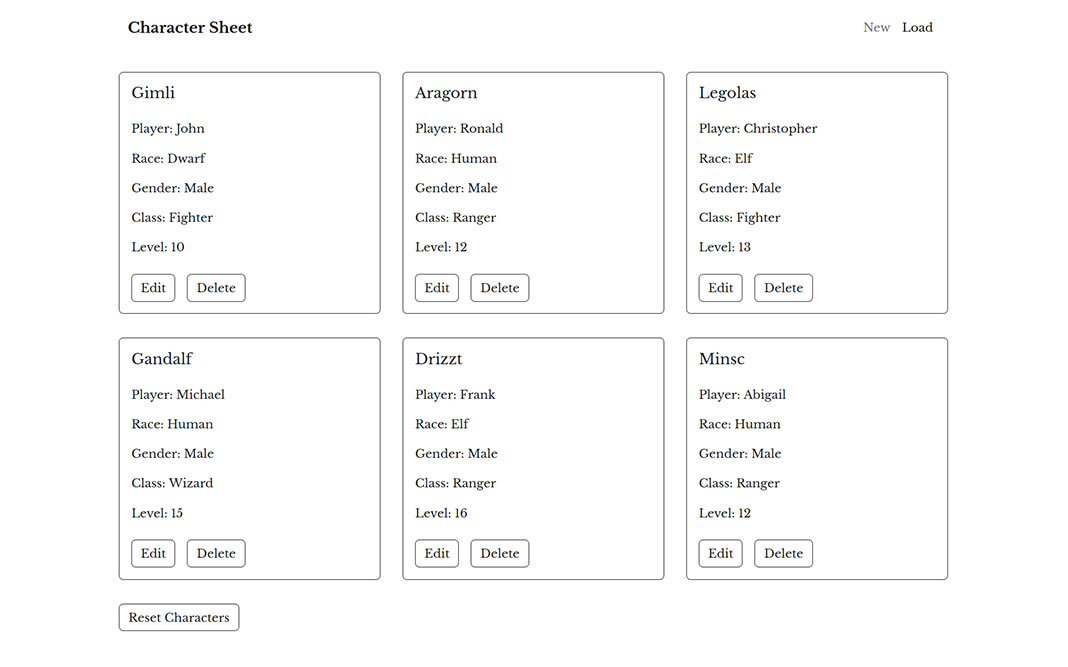 Character Sheet
New Load
Gimli
Player: John
Race: Dwarf
Gender: Male
Class: Fighter
Level: 10
Edit Delete
Aragorn
Player: Ronald
Race: Human
Gender: Male
Class: Ranger
Level: 12
Edit Delete
Legolas
Player: Christopher
Race: Elf
Gender: Male
Class: Fighter
Level: 13
Edit Delete
Gandalf
Player: Michael
Race: Human
Gender: Male
Class: Wizard
Level: 15
Edit Delete
Drizzt
Player: Frank
Race: Elf
Gender: Male
Class: Ranger
Level: 16
Edit Delete
Minsc
Player: Abigail
Race: Human
Gender: Male
Class: Ranger
Level: 12
Edit Delete
Reset Characters